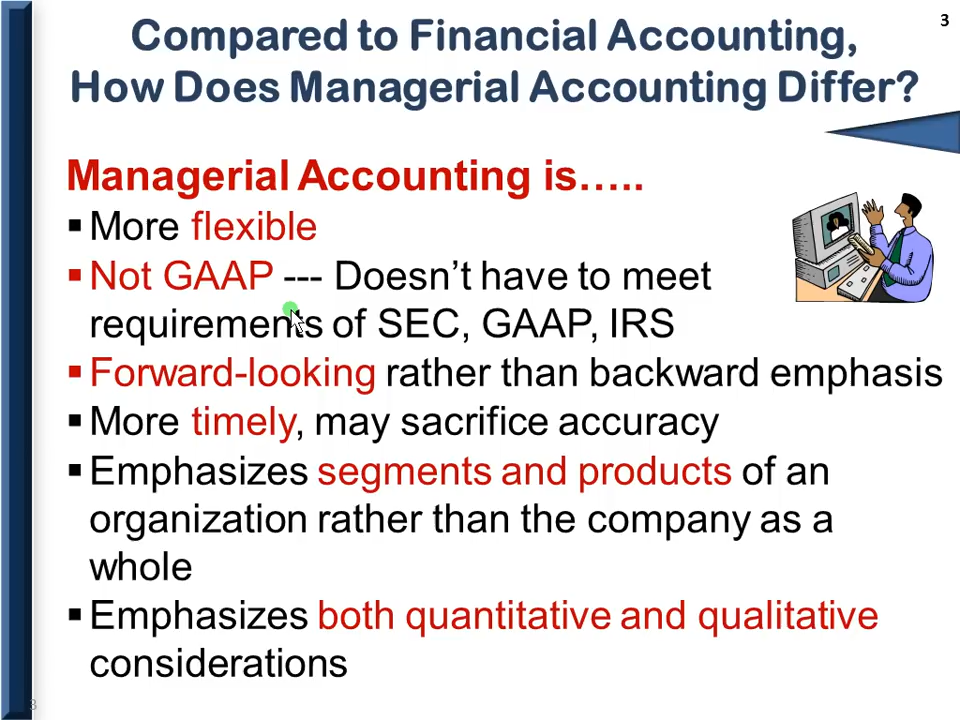 3
Compared to Financial Accounting,
How Does Managerial Accounting Differ?
Managerial Accounting is…..
▪More flexible
▪Not GAAP --- Doesn’t have to meet
requirements of SEC, GAAP, IRS
▪Forward-looking rather than backward emphasis
▪More timely, may sacrifice accuracy
▪Emphasizes segments and products of an
organization rather than the company as a
whole
▪Emphasizes both quantitative and qualitative
considerations
3